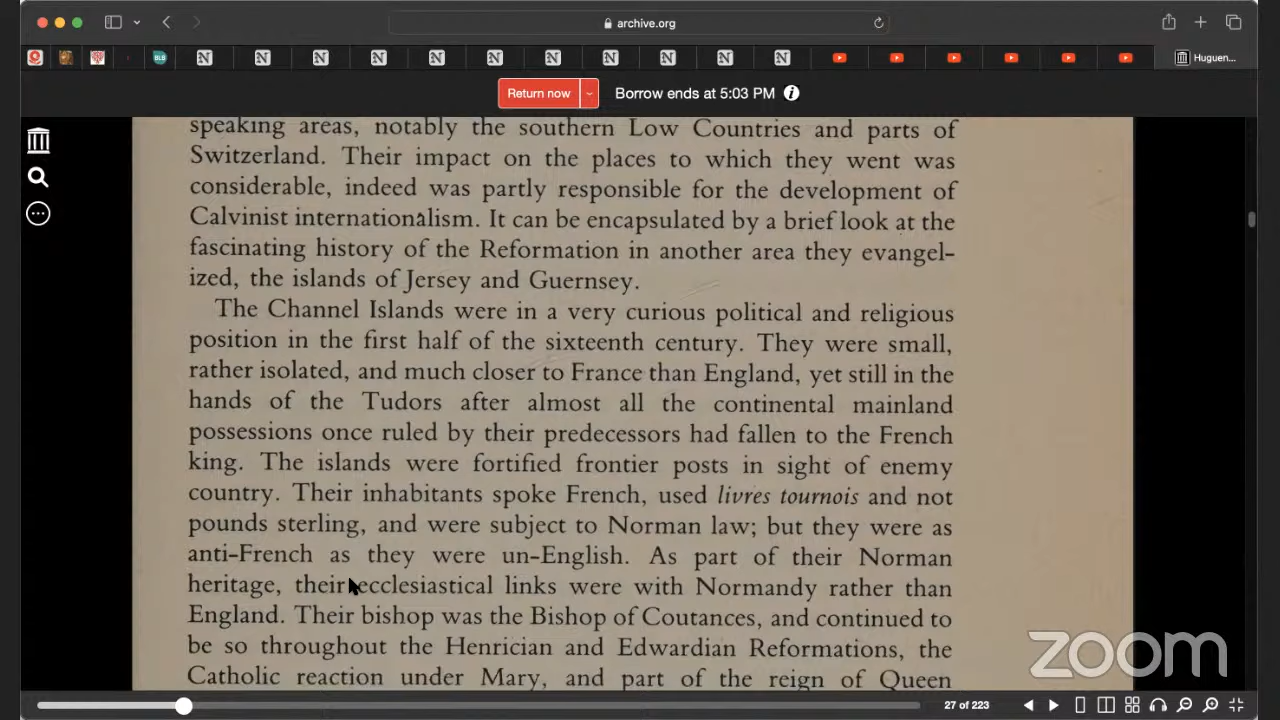 archive.org
BLB
Huguen...
Return now
Borrow ends at 5:03 PM
speaking areas, notably the southern Low Countries and parts of
Switzerland. Their impact on the places to which they went was
considerable, indeed was partly responsible for the development of
Calvinist internationalism. It can be encapsulated by a brief look at the
fascinating history of the Reformation in another area they evangel-
ized, the islands of Jersey and Guernsey.
The Channel Islands were in a very curious political and religious
position in the first half of the sixteenth century. They were small,
rather isolated, and much closer to France than England, yet still in the
hands of the Tudors after almost all the continental mainland
possessions once ruled by their predecessors had fallen to the French
king. The islands were fortified frontier posts in sight of enemy
country. Their inhabitants spoke French, used livres tournois and not
pounds sterling, and were subject to Norman law; but they were as
anti-French as they were un-English. As part of their Norman
heritage, their ecclesiastical links were with Normandy rather than
England. Their bishop was the Bishop of Coutances, and continued to
be so throughout the Henrician and Edwardian Reformations, the
Catholic reaction under Mary, and part of the reign of Queen
zoom
27 of 223